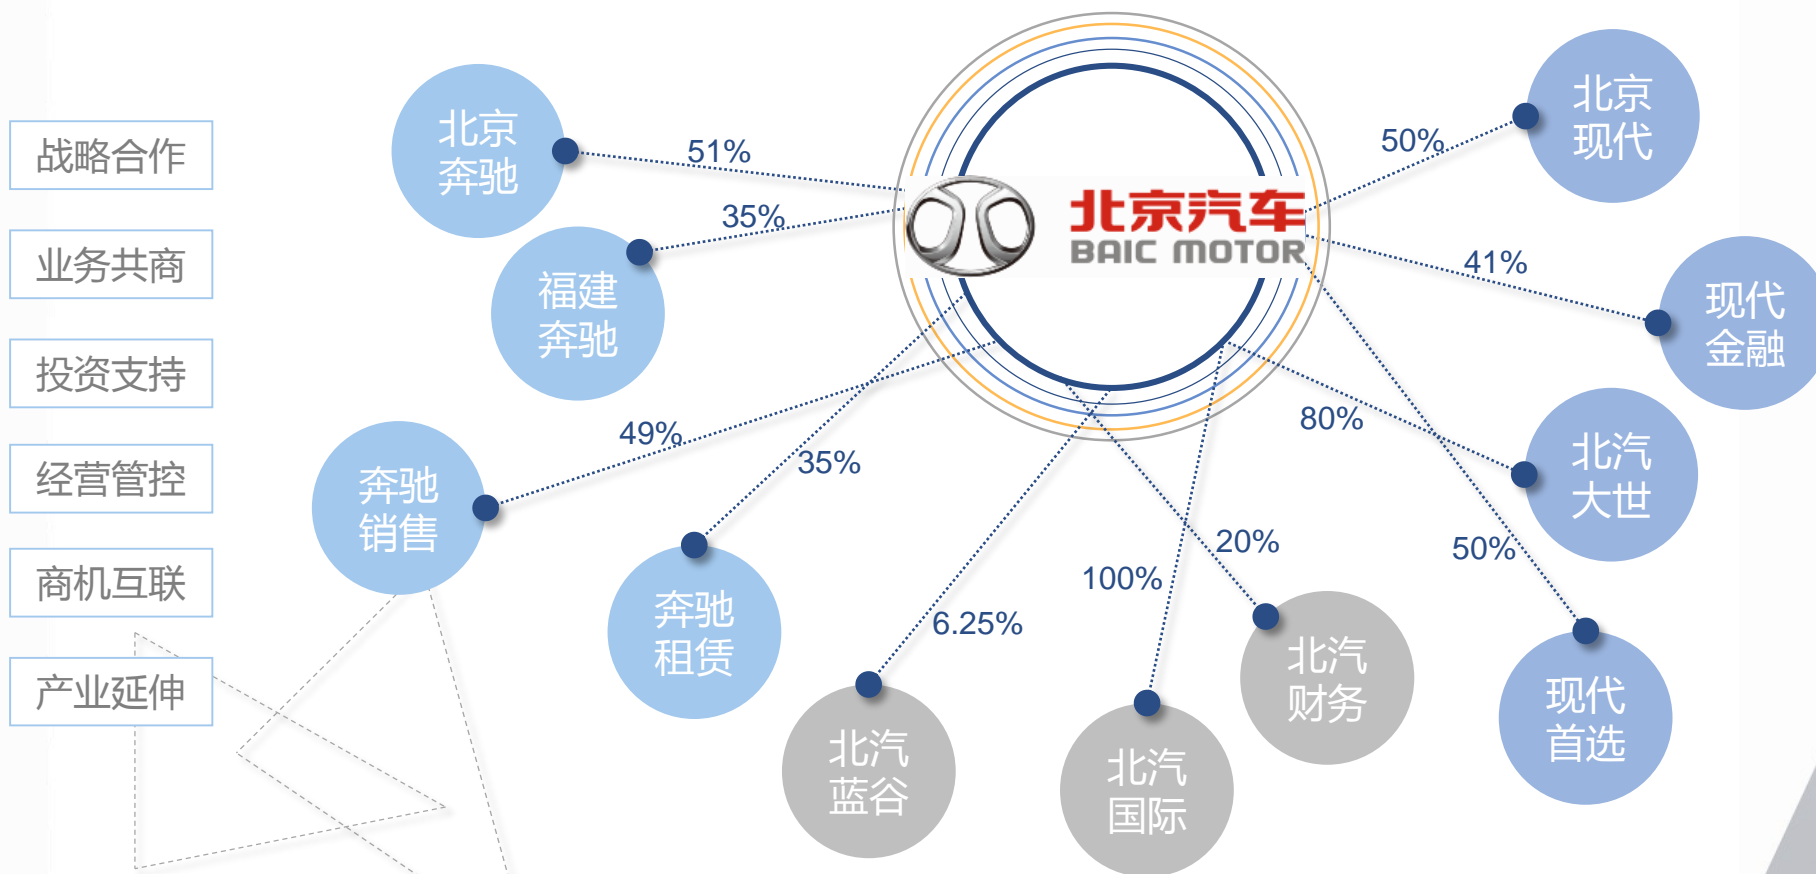 战略合作
业务共商
投资支持
经营管控
商机互联
产业延伸
北京
奔驰
51%
福建
奔驰
35%
奔驰
销售
49%
奔驰
租赁
35%
北京汽车
BAIC MOTOR
北汽
蓝谷
6.25%
北汽
国际
100%
北汽
财务
20%
北京
现代
50%
现代
金融
41%
北汽
大世
80%
现代
首选
50%